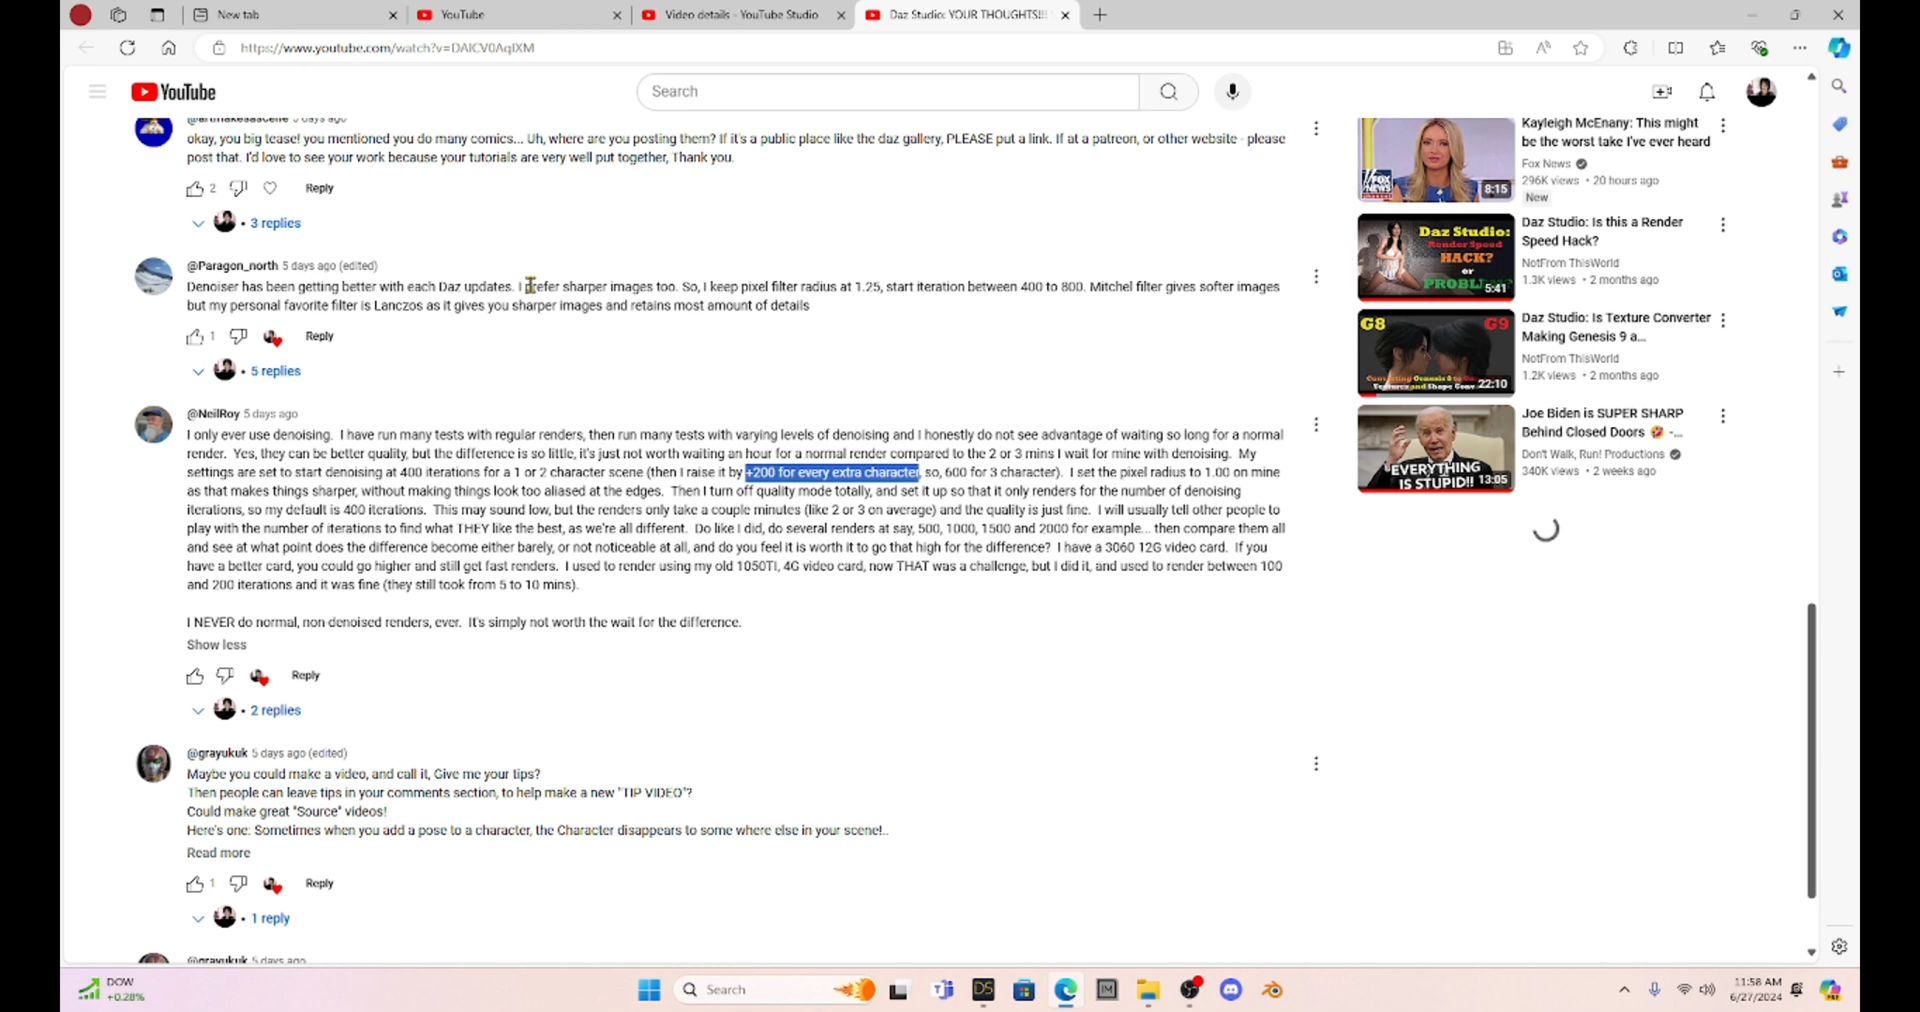 New tab
YouTube
Video details - YouTube Studio
Daz Studio: YOUR THOUGHTS!!!
https://www.youtube.com/watch?v=DAICV0AqIXM
YouTube
Search
5 days ago
okay, you big tease! you mentioned you do many comics... Uh, where are you posting them? If it's a public place like the daz gallery, PLEASE put a link. If at a patreon, or other website - please
post that. I'd love to see your work because your tutorials are very well put together, Thank you.
2
Reply
• 3 replies
@Paragon_north 5 days ago (edited)
Denoiser has been getting better with each Daz updates. I prefer sharper images too. So, I keep pixel filter radius at 1.25, start iteration between 400 to 800. Mitchel filter gives softer images
but my personal favorite filter is Lanczos as it gives you sharper images and retains most amount of details
1
Reply
• 5 replies
@NeilRoy 5 days ago
I only ever use denoising. I have run many tests with regular renders, then run many tests with varying levels of denoising and I honestly do not see advantage of waiting so long for a normal
render. Yes, they can be better quality, but the difference is so little, it's just not worth waiting an hour for a normal render compared to the 2 or 3 mins I wait for mine with denoising. My
settings are set to start denoising at 400 iterations for a 1 or 2 character scene (then I raise it by +200 for every extra character, so, 600 for 3 character). I set the pixel radius to 1.00 on mine
as that makes things sharper, without making things look too aliased at the edges. Then I turn off quality mode totally, and set it up so that it only renders for the number of denoising
iterations, so my default is 400 iterations. This may sound low, but the renders only take a couple minutes (like 2 or 3 on average) and the quality is just fine. I will usually tell other people to
play with the number of iterations to find what THEY like the best, as we're all different. Do like I did, do several renders at say, 500, 1000, 1500 and 2000 for example... then compare them all
and see at what point does the difference become either barely, or not noticeable at all, and do you feel it is worth it to go that high for the difference? I have a 3060 12G video card. If you
have a better card, you could go higher and still get fast renders. I used to render using my old 1050TI, 4G video card, now THAT was a challenge, but I did it, and used to render between 100
and 200 iterations and it was fine (they still took from 5 to 10 mins).
I NEVER do normal, non-denoised renders, ever. It's simply not worth the wait for the difference.
Show less
Reply
• 2 replies
@grayukuk 5 days ago (edited)
Maybe you could make a video, and call it, Give me your tips?
Then people can leave tips in your comments section, to help make a new "TIP VIDEO"?
Could make great "Source" videos!
Here's one: Sometimes when you add a pose to a character, the Character disappears to some where else in your scene!..
Read more
1
Reply
• 1 reply
@grayukuk 5 days ago
FOX NEWS
8:15
Kayleigh McEnany: This might
be the worst take I've ever heard
Fox News
296K views • 20 hours ago
New
Daz Studio:
Render Speed
HACK?
or
5:41
Daz Studio: Is this a Render
Speed Hack?
NotFrom ThisWorld
1.3K views • 2 months ago
G8
G9
22:10
Daz Studio: Is Texture Converter
Making Genesis 9 a...
NotFrom ThisWorld
1.2K views • 2 months ago
EVERYTHING
IS STUPID!!
13:05
Joe Biden is SUPER SHARP
Behind Closed Doors 🤣 -...
Don't Walk, Run! Productions
340K views • 2 weeks ago
DOW
+0.28%
Search
DS
IM
11:58 AM
6/27/2024